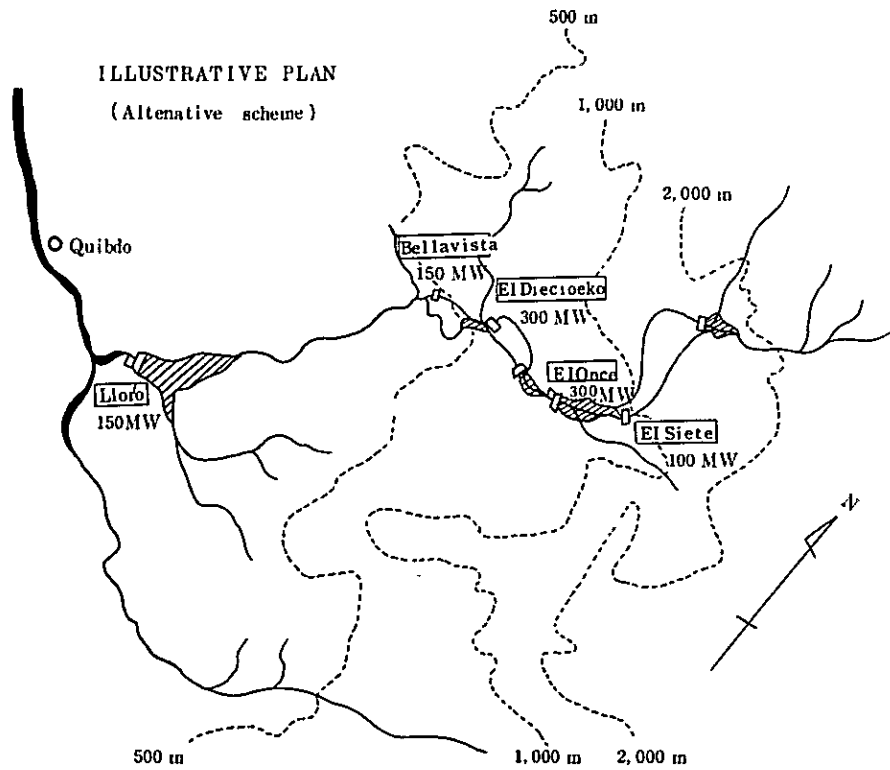 500 m
ILLUSTRATIVE PLAN
(Altenative scheme)
1,000 m
2,000 m
Quibdo
Bellavista
150 MW
El Diecioeko
300 MW
El Once
300MW
Lloro
150MW
El Siete
100 MW
N
500 m
1,000 m
2,000 m